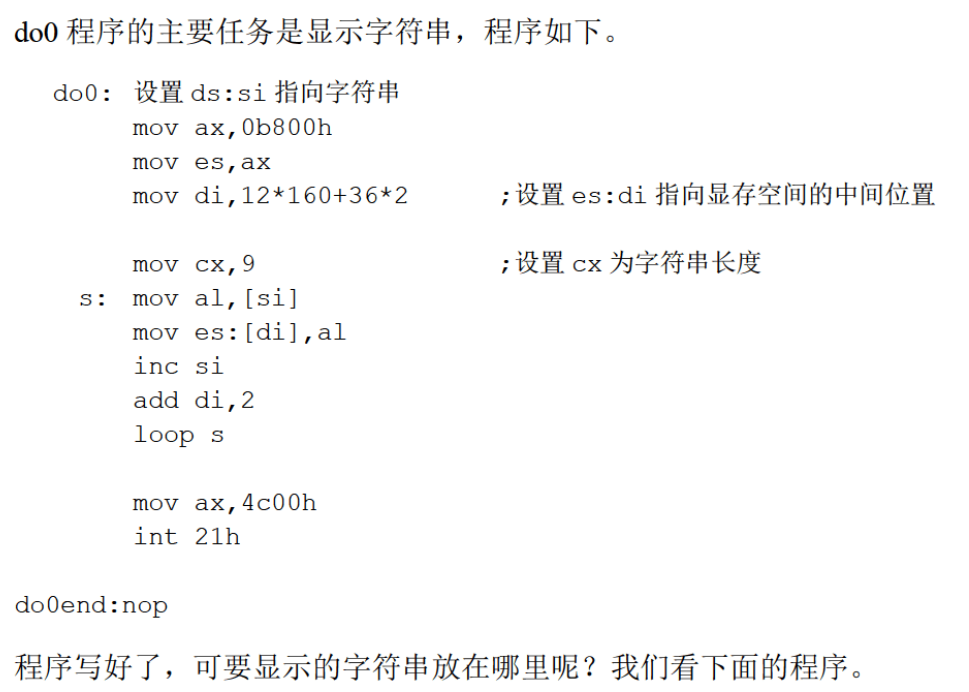 do0 程序的主要任务是显示字符串，程序如下。
do0: 设置 ds:si 指向字符串
mov ax,0b800h
mov es,ax
mov di,12*160+36*2 ;设置 es:di 指向显存空间的中间位置
mov cx,9 ;设置 cx 为字符串长度
s: mov al,[si]
mov es:[di],al
inc si
add di,2
loop s
mov ax,4c00h
int 21h
do0end:nop
程序写好了，可要显示的字符串放在哪里呢？我们看下面的程序。